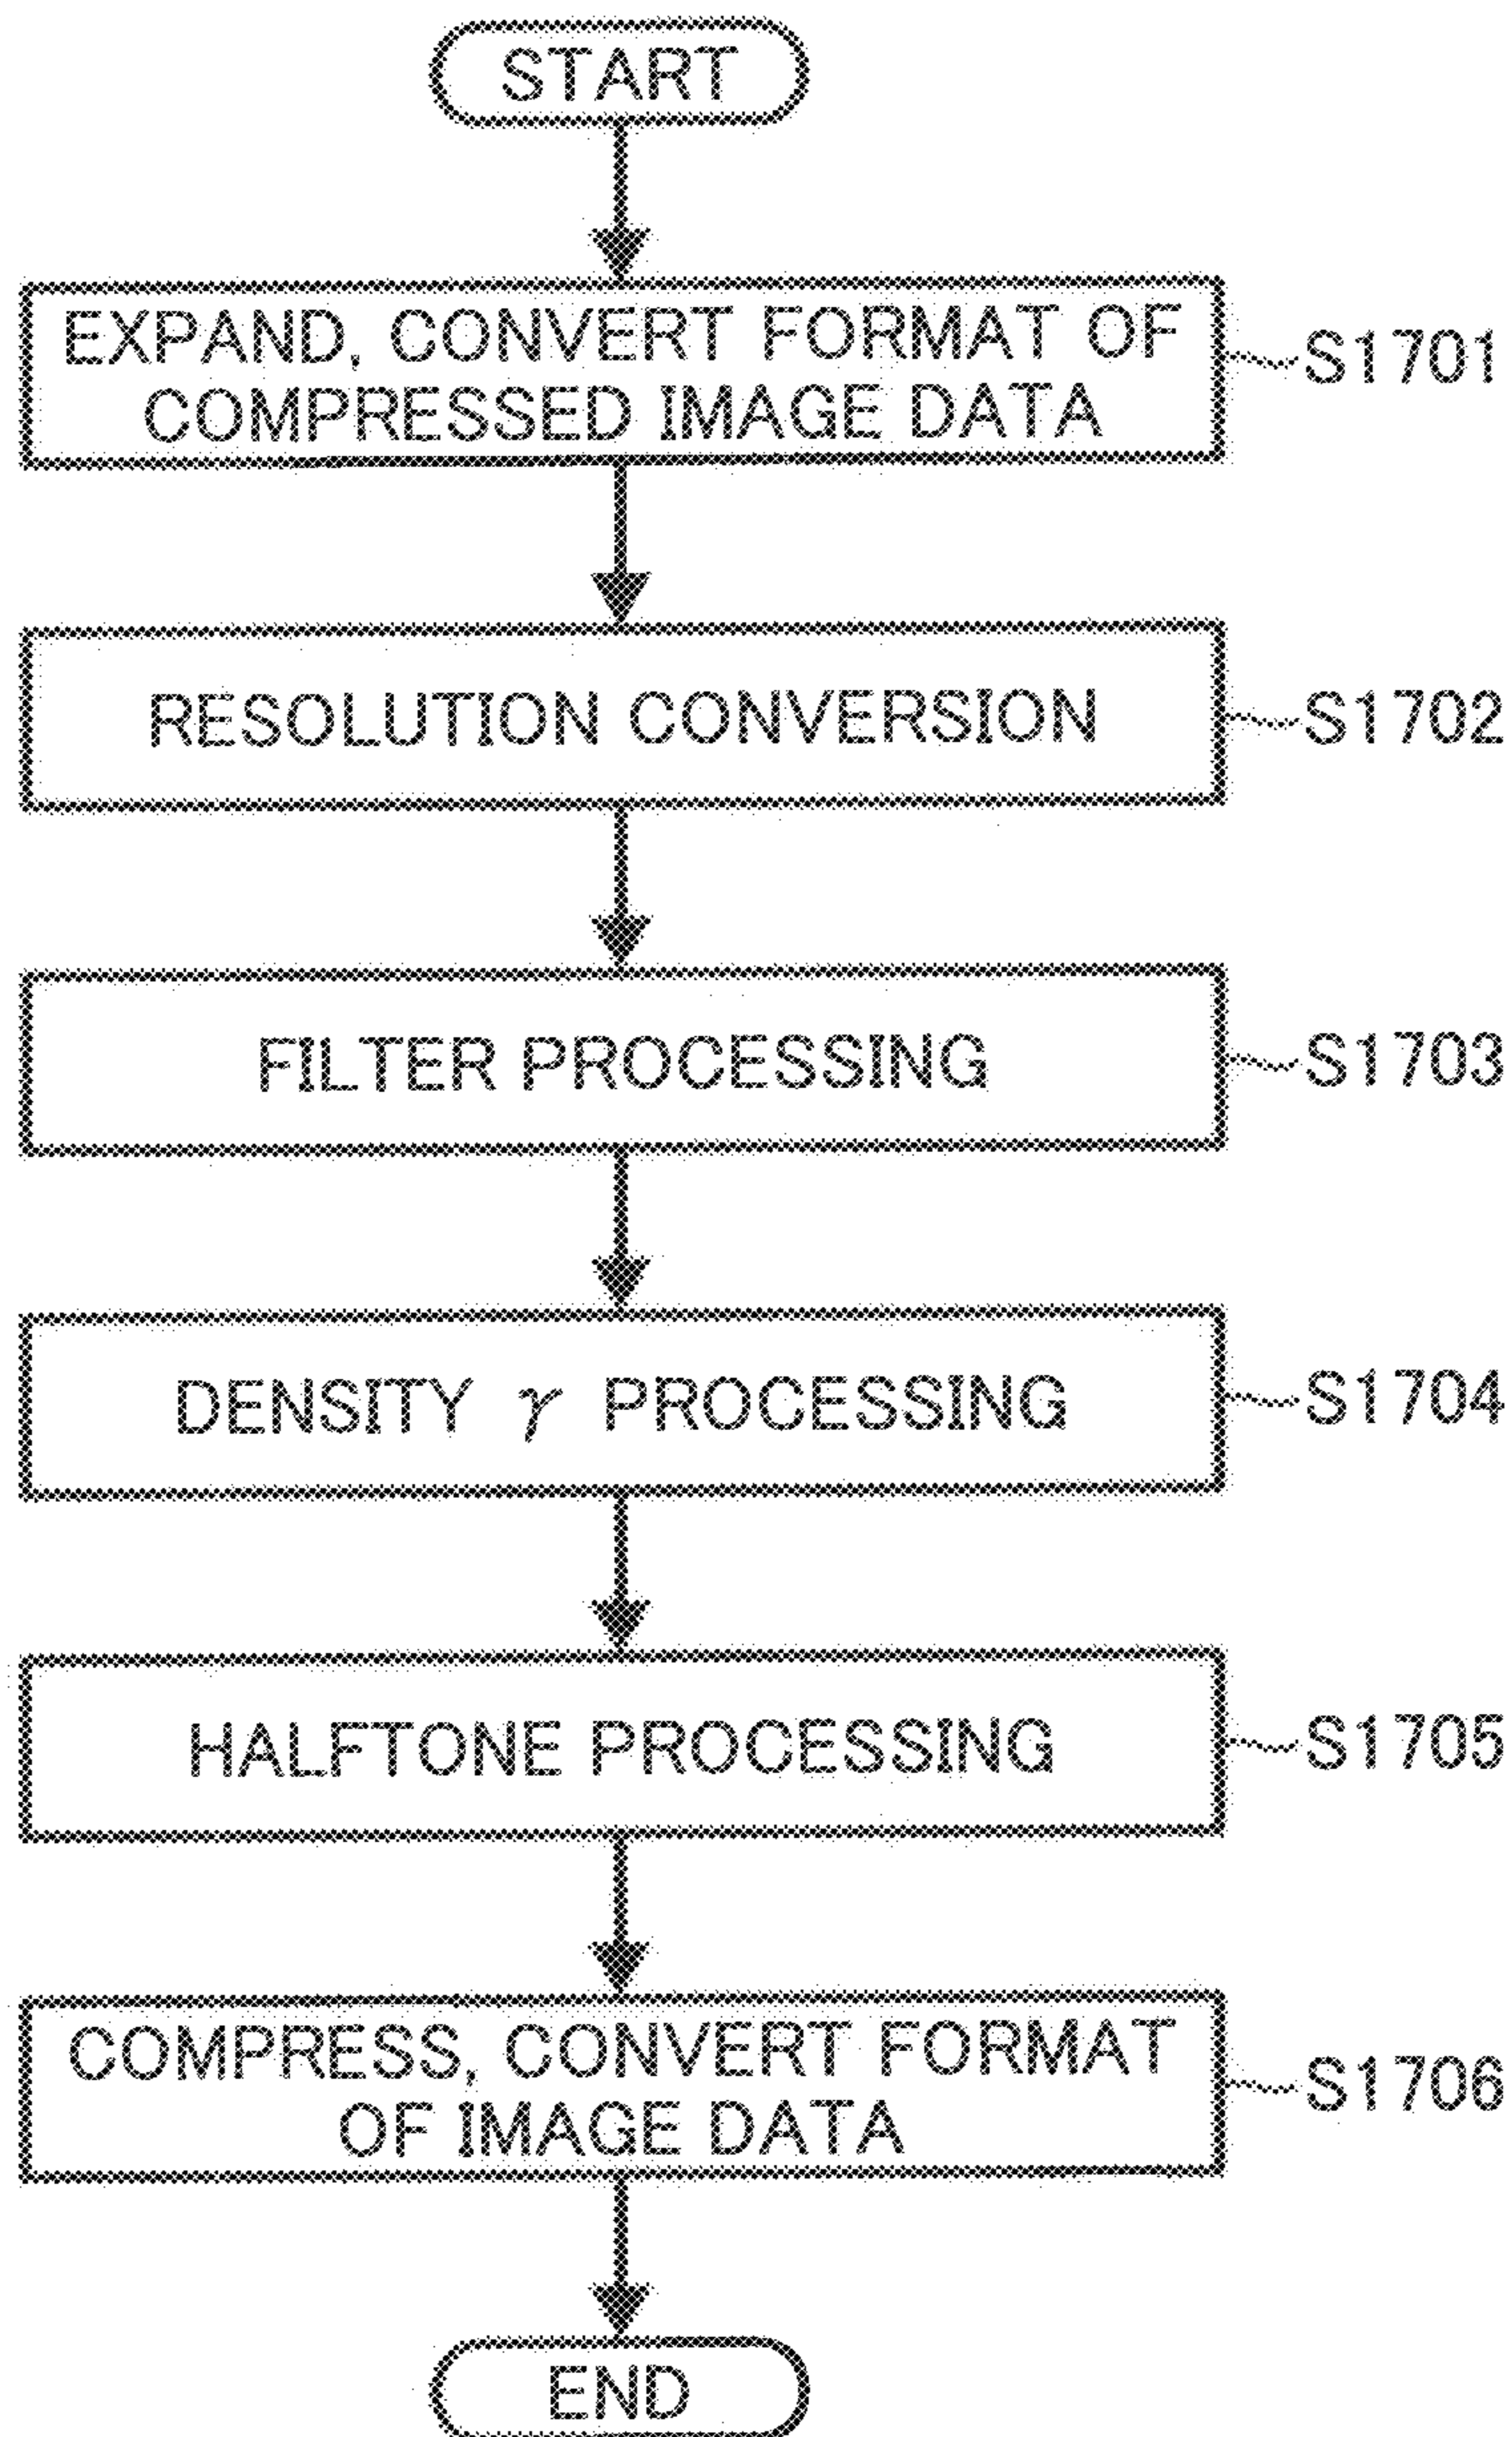 START
EXPAND, CONVERT FORMAT OF
COMPRESSED IMAGE DATA
S1701
RESOLUTION CONVERSION
S1702
FILTER PROCESSING
S1703
DENSITY γ PROCESSING
S1704
HALFTONE PROCESSING
S1705
COMPRESS, CONVERT FORMAT
OF IMAGE DATA
S1706
END